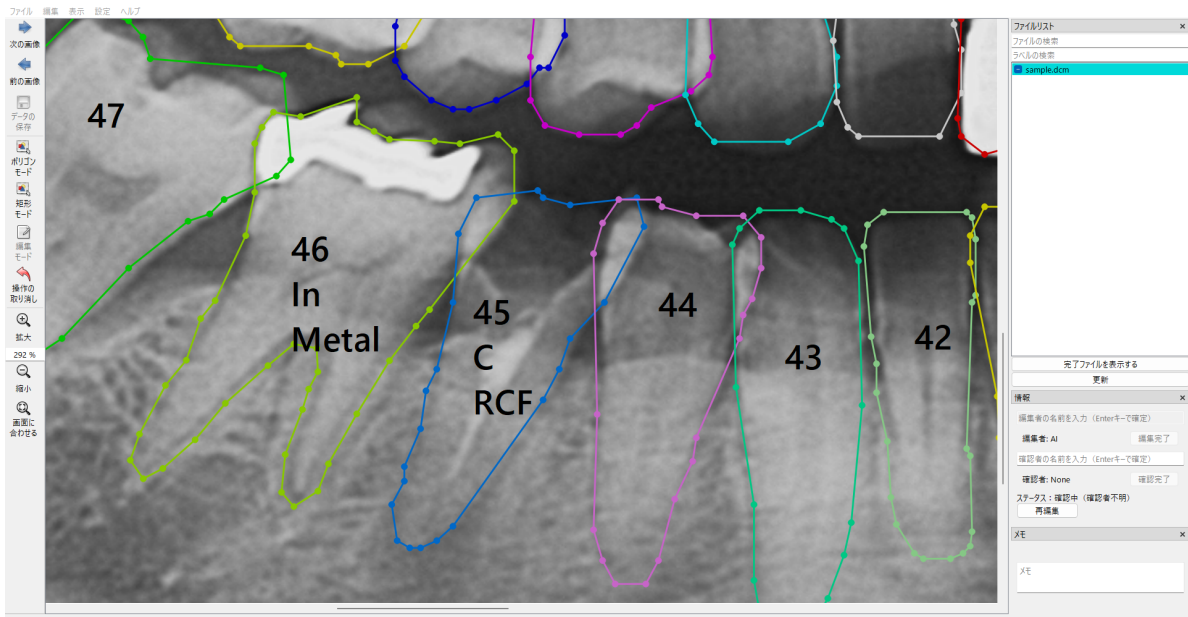 ファイル 編集 表示 設定 ヘルプ
次の画像
前の画像
データの
保存
ポリゴン
モード
矩形
モード
編集
モード
操作の
取り消し
拡大
292 %
縮小
画面に
合わせる
47
46
In
Metal
45
C
RCF
44
43
42
ファイルリスト ×
ファイルの検索
ラベルの検索
sample.dcm
完了ファイルを表示する
更新
情報 ×
編集者の名前を入力（Enterキーで確定）
編集者: AI 編集完了
確認者の名前を入力（Enterキーで確定）
確認者: None 確認完了
ステータス：確認中（確認者不明）
再編集
メモ ×
メモ